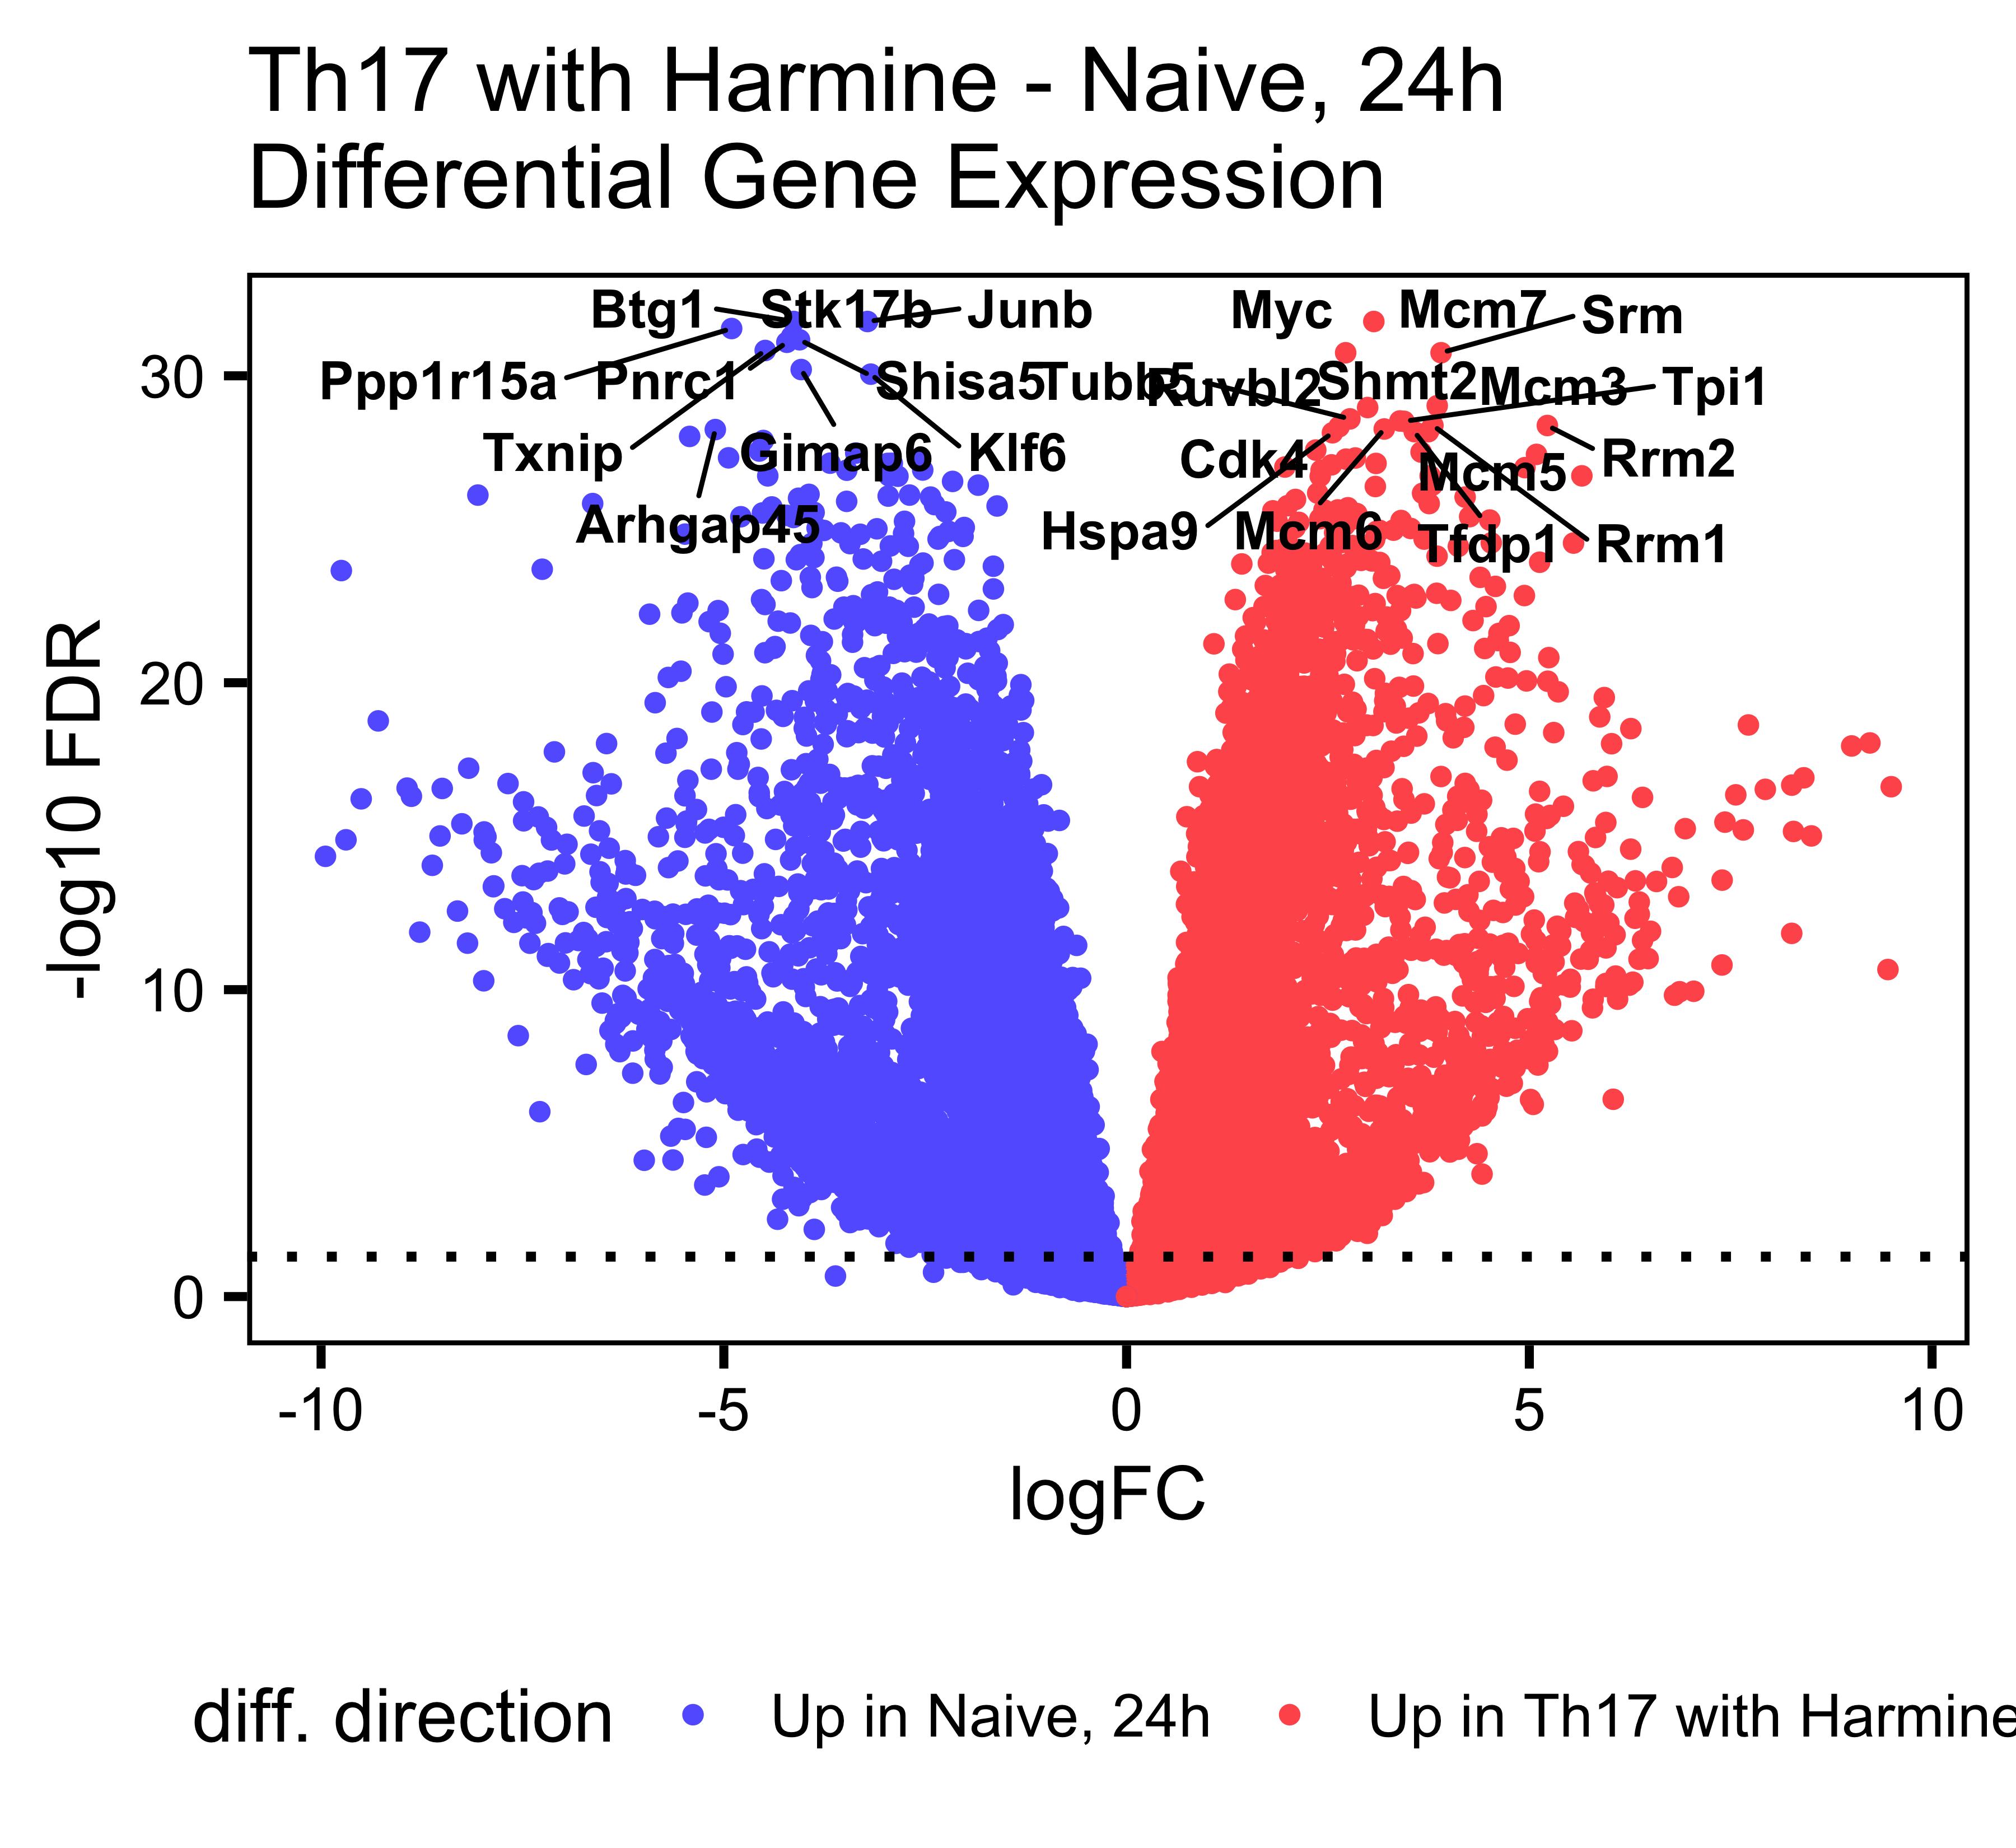 Th17 with Harmine - Naive, 24h
Differential Gene Expression
Btg1 Stk17b Junb Myc Mcm7 Srm
Ppp1r15a Pnrc1 Shisa5 Tubb5 Ruvbl2 Shmt2 Mcm3 Tpi1
Txnip Gimap6 Klf6 Cdk4 Mcm5 Rrm2
Arhgap45 Hspa9 Mcm6 Tfdp1 Rrm1
30
20
10
0
-log10 FDR
-10 -5 0 5 10
logFC
diff. direction Up in Naive, 24h Up in Th17 with Harmine